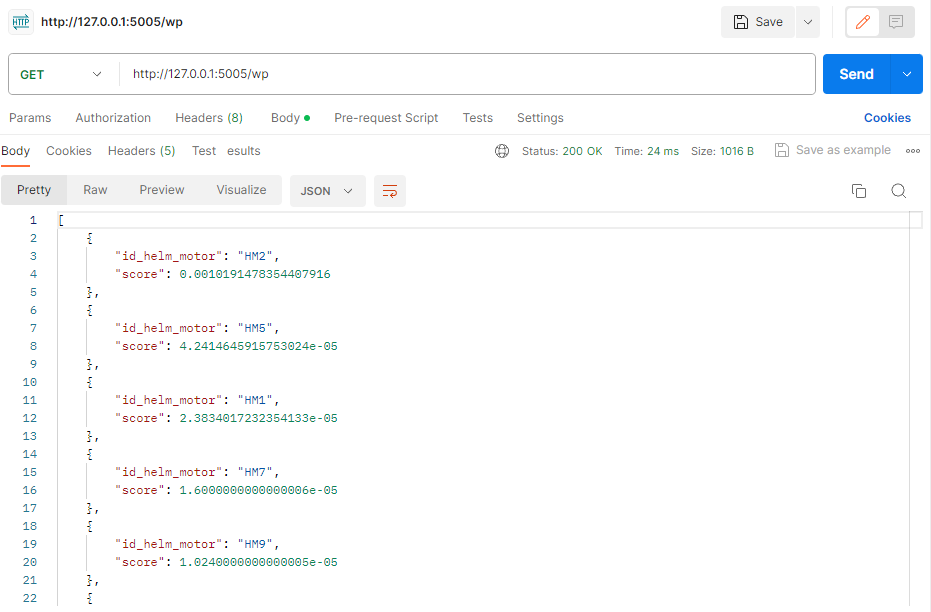 HTTP http://127.0.0.1:5005/wp Save
GET http://127.0.0.1:5005/wp Send
Params Authorization Headers (8) Body Pre-request Script Tests Settings Cookies
Body Cookies Headers (5) Test esults Status: 200 OK Time: 24 ms Size: 1016 B Save as example
Pretty Raw Preview Visualize JSON
1 [
2 {
3 "id_helm_motor": "HM2",
4 "score": 0.0010191478354407916
5 },
6 {
7 "id_helm_motor": "HM5",
8 "score": 4.2414645915753024e-05
9 },
10 {
11 "id_helm_motor": "HM1",
12 "score": 2.3834017232354133e-05
13 },
14 {
15 "id_helm_motor": "HM7",
16 "score": 1.6000000000000006e-05
17 },
18 {
19 "id_helm_motor": "HM9",
20 "score": 1.0240000000000005e-05
21 },
22 {